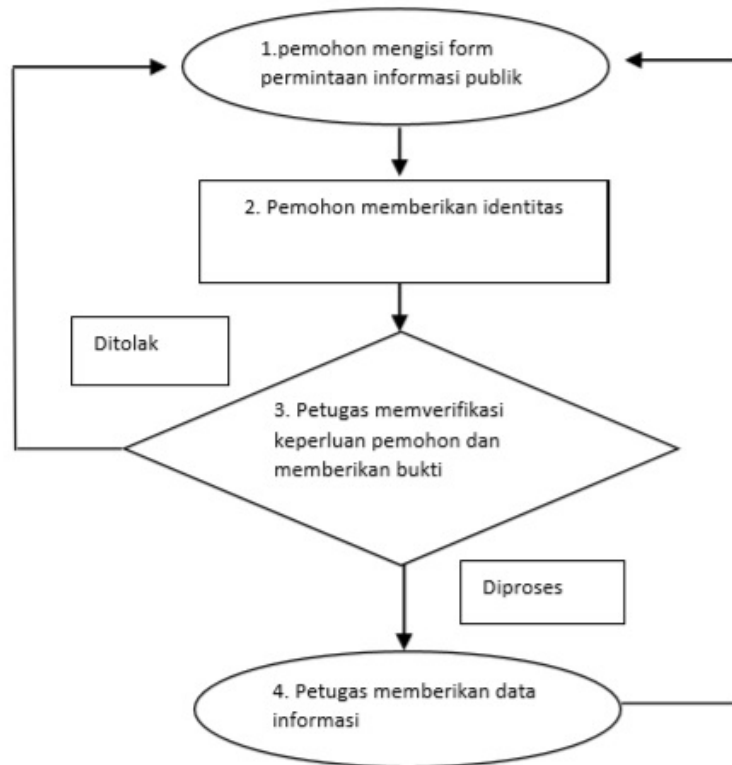 1.pemohon mengisi form
permintaan informasi publik
2. Pemohon memberikan identitas
Ditolak
3. Petugas memverifikasi
keperluan pemohon dan
memberikan bukti
Diproses
4. Petugas memberikan data
informasi